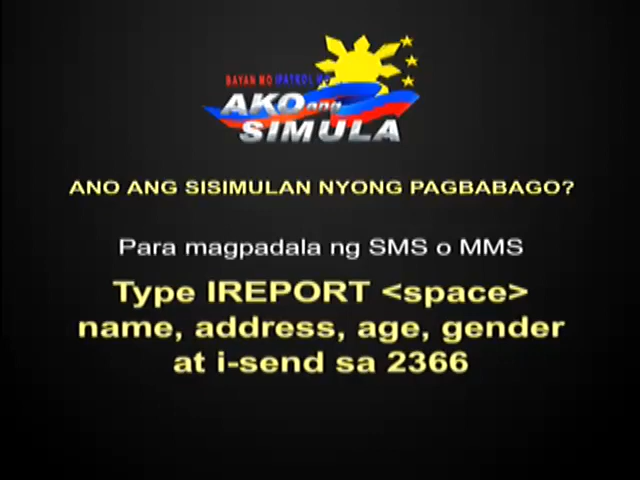 BAYAN MO IPATROL MO
AKO ang
SIMULA
ANO ANG SISIMULAN NYONG PAGBABAGO?
Para magpadala ng SMS o MMS
Type IREPORT <space>
name, address, age, gender
at i-send sa 2366